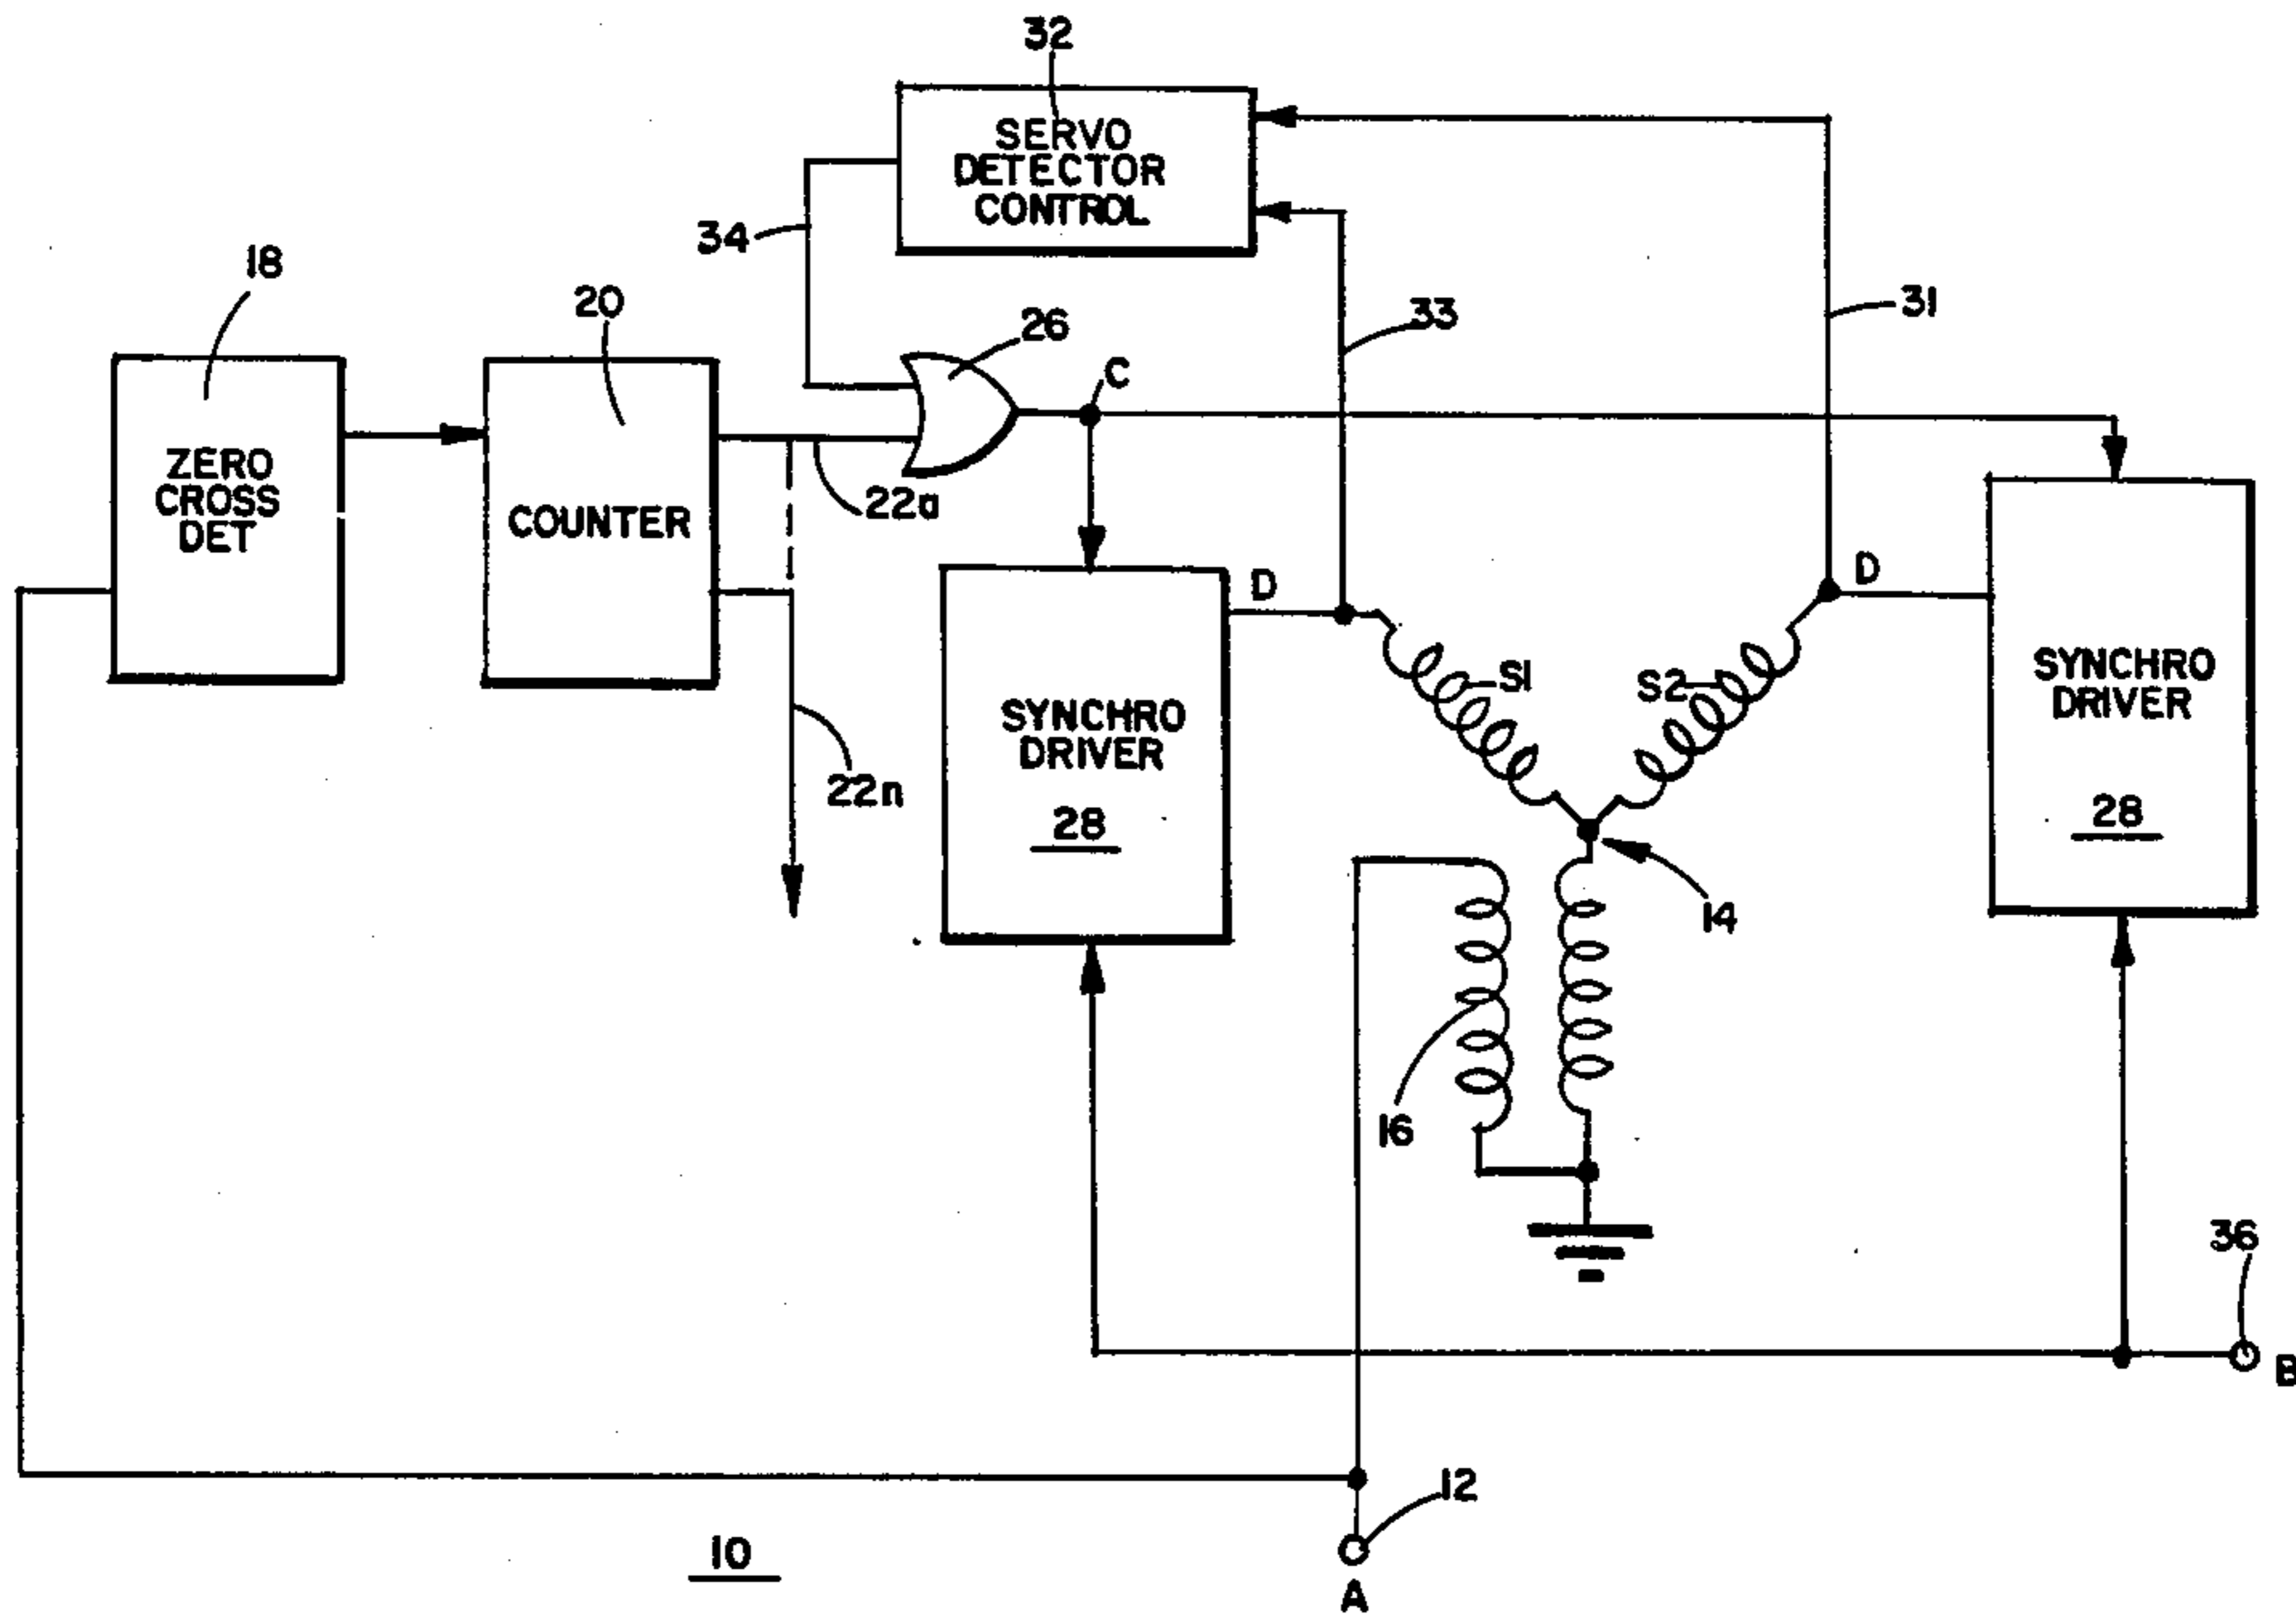 32
SERVO
DETECTOR
CONTROL
34
18
20
26
33
31
C
ZERO
CROSS
DET
COUNTER
22a
D
D
S1
S2
SYNCHRO
DRIVER
28
SYNCHRO
DRIVER
28
22n
14
16
36
B
12
10
A